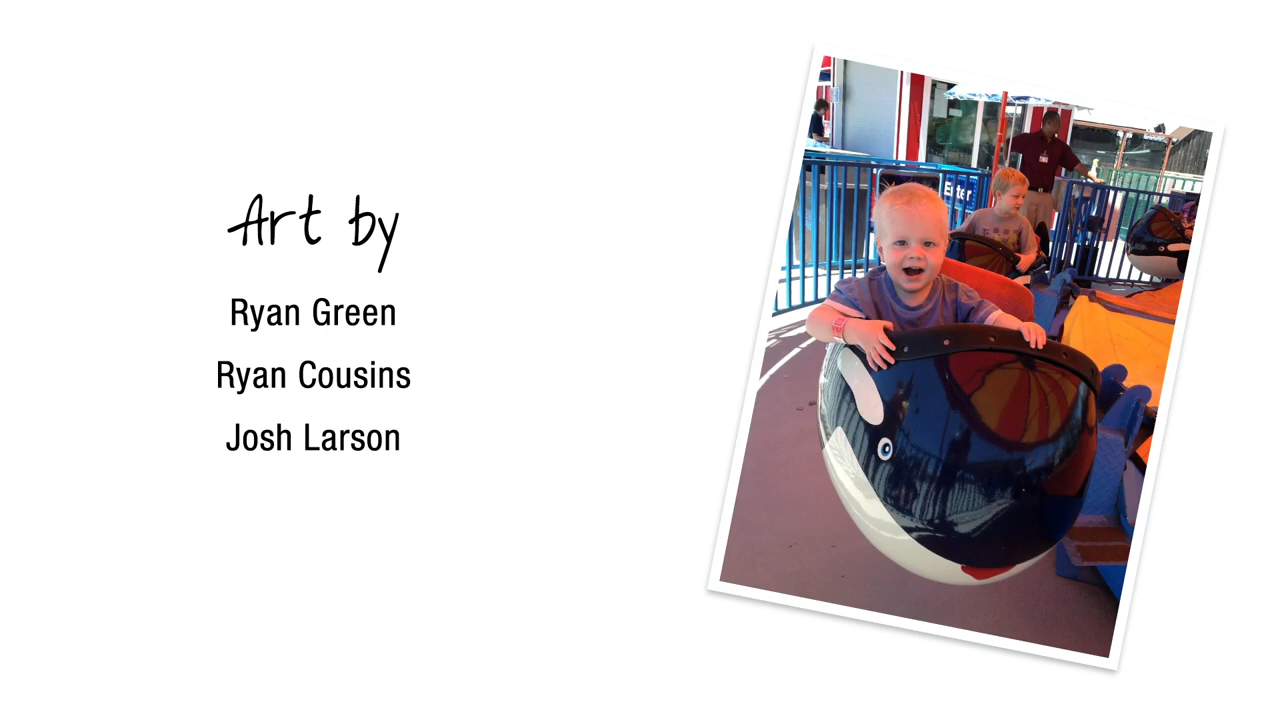 Art by
Ryan Green
Ryan Cousins
Josh Larson
Enter